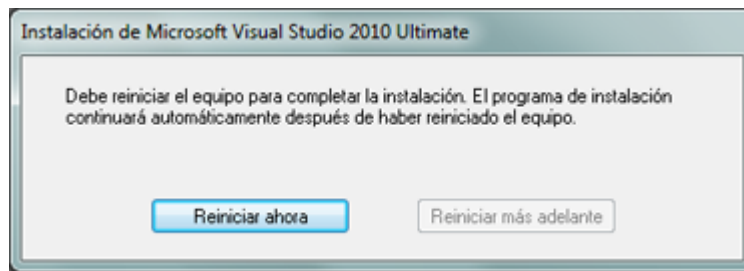 Instalación de Microsoft Visual Studio 2010 Ultimate
Debe reiniciar el equipo para completar la instalación. El programa de instalación
continuará automáticamente después de haber reiniciado el equipo.
Reiniciar ahora
Reiniciar más adelante